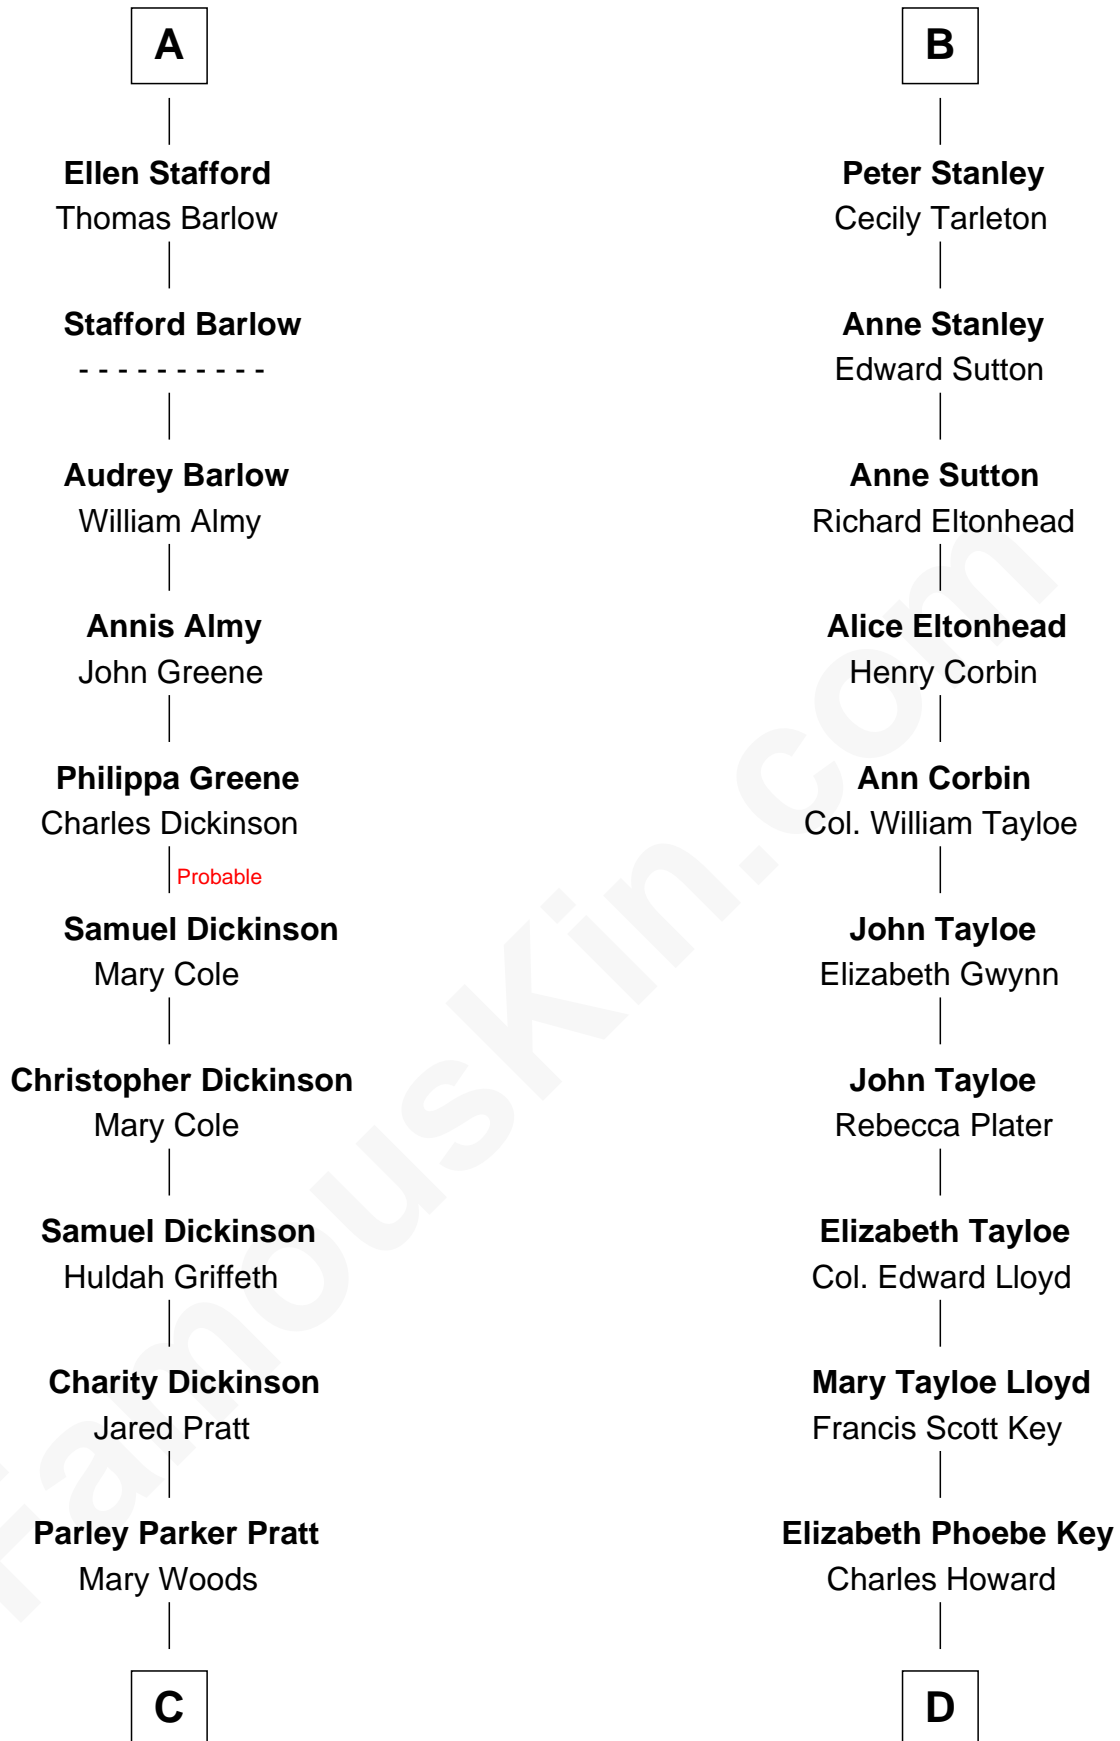 A
Ellen Stafford
Thomas Barlow
Stafford Barlow
- - - - - - - - - -
Audrey Barlow
William Almy
Annis Almy
John Greene
Philippa Greene
Charles Dickinson
Probable
Samuel Dickinson
Mary Cole
Christopher Dickinson
Mary Cole
Samuel Dickinson
Huldah Griffeth
Charity Dickinson
Jared Pratt
Parley Parker Pratt
Mary Woods
C
B
Peter Stanley
Cecily Tarleton
Anne Stanley
Edward Sutton
Anne Sutton
Richard Eltonhead
Alice Eltonhead
Henry Corbin
Ann Corbin
Col. William Tayloe
John Tayloe
Elizabeth Gwynn
John Tayloe
Rebecca Plater
Elizabeth Tayloe
Col. Edward Lloyd
Mary Tayloe Lloyd
Francis Scott Key
Elizabeth Phoebe Key
Charles Howard
D
FamousKin.com